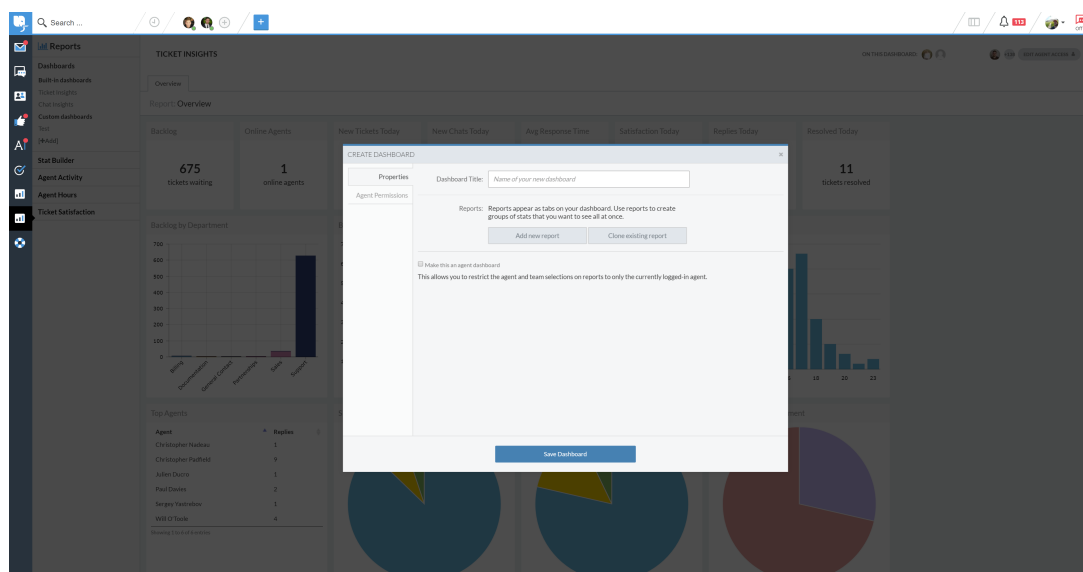 Search ...
113
Off
Reports
Dashboards
Built-in dashboards
Ticket Insights
Chat Insights
Custom dashboards
Test
[+Add]
Stat Builder
Agent Activity
Agent Hours
Ticket Satisfaction
TICKET INSIGHTS
ON THIS DASHBOARD:
Overview
Report: Overview
Backlog
Online Agents
New Tickets Today
New Chats Today
Avg Response Time
Satisfaction Today
Replies Today
Resolved Today
675
tickets waiting
1
online agents
11
tickets resolved
CREATE DASHBOARD
×
Properties
Agent Permissions
Dashboard Title:
Name of your new dashboard
Reports:
Reports appear as tabs on your dashboard. Use reports to create
groups of stats that you want to see all at once.
Add new report
Clone existing report
Make this an agent dashboard
This allows you to restrict the agent and team selections on reports to only the currently logged-in agent.
Save Dashboard
Backlog by Department
700
600
500
400
300
200
100
0
Billing
Documentation
General Contact
Partnerships
Sales
Support
18
20
23
Top Agents
Agent
Replies
Christopher Nadeau
1
Christopher Padfield
9
Julien Ducro
1
Paul Davies
2
Sergey Yastrebov
1
Will O'Toole
4